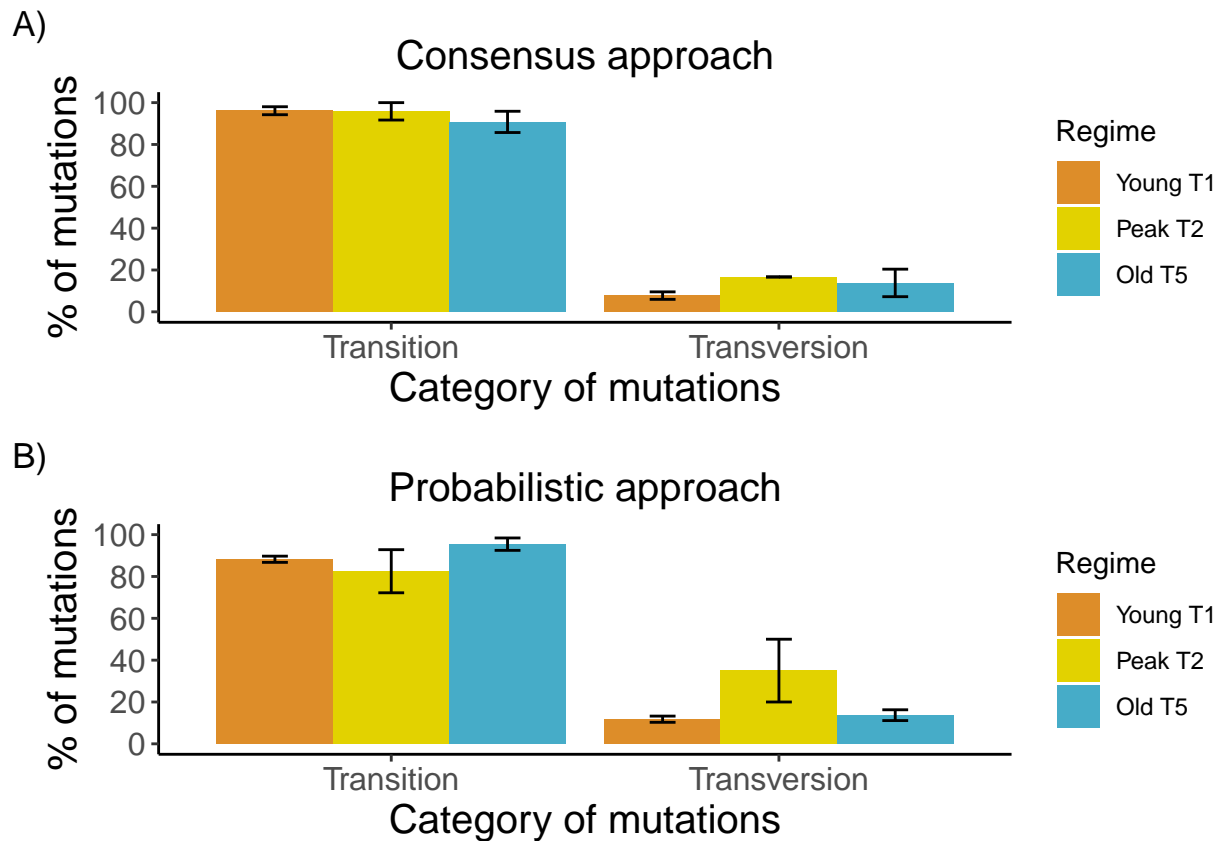 A)
Consensus approach
% of mutations
100
80
60
40
20
0
Transition
Transversion
Category of mutations
Regime
Young T1
Peak T2
Old T5
B)
Probabilistic approach
% of mutations
100
80
60
40
20
0
Transition
Transversion
Category of mutations
Regime
Young T1
Peak T2
Old T5